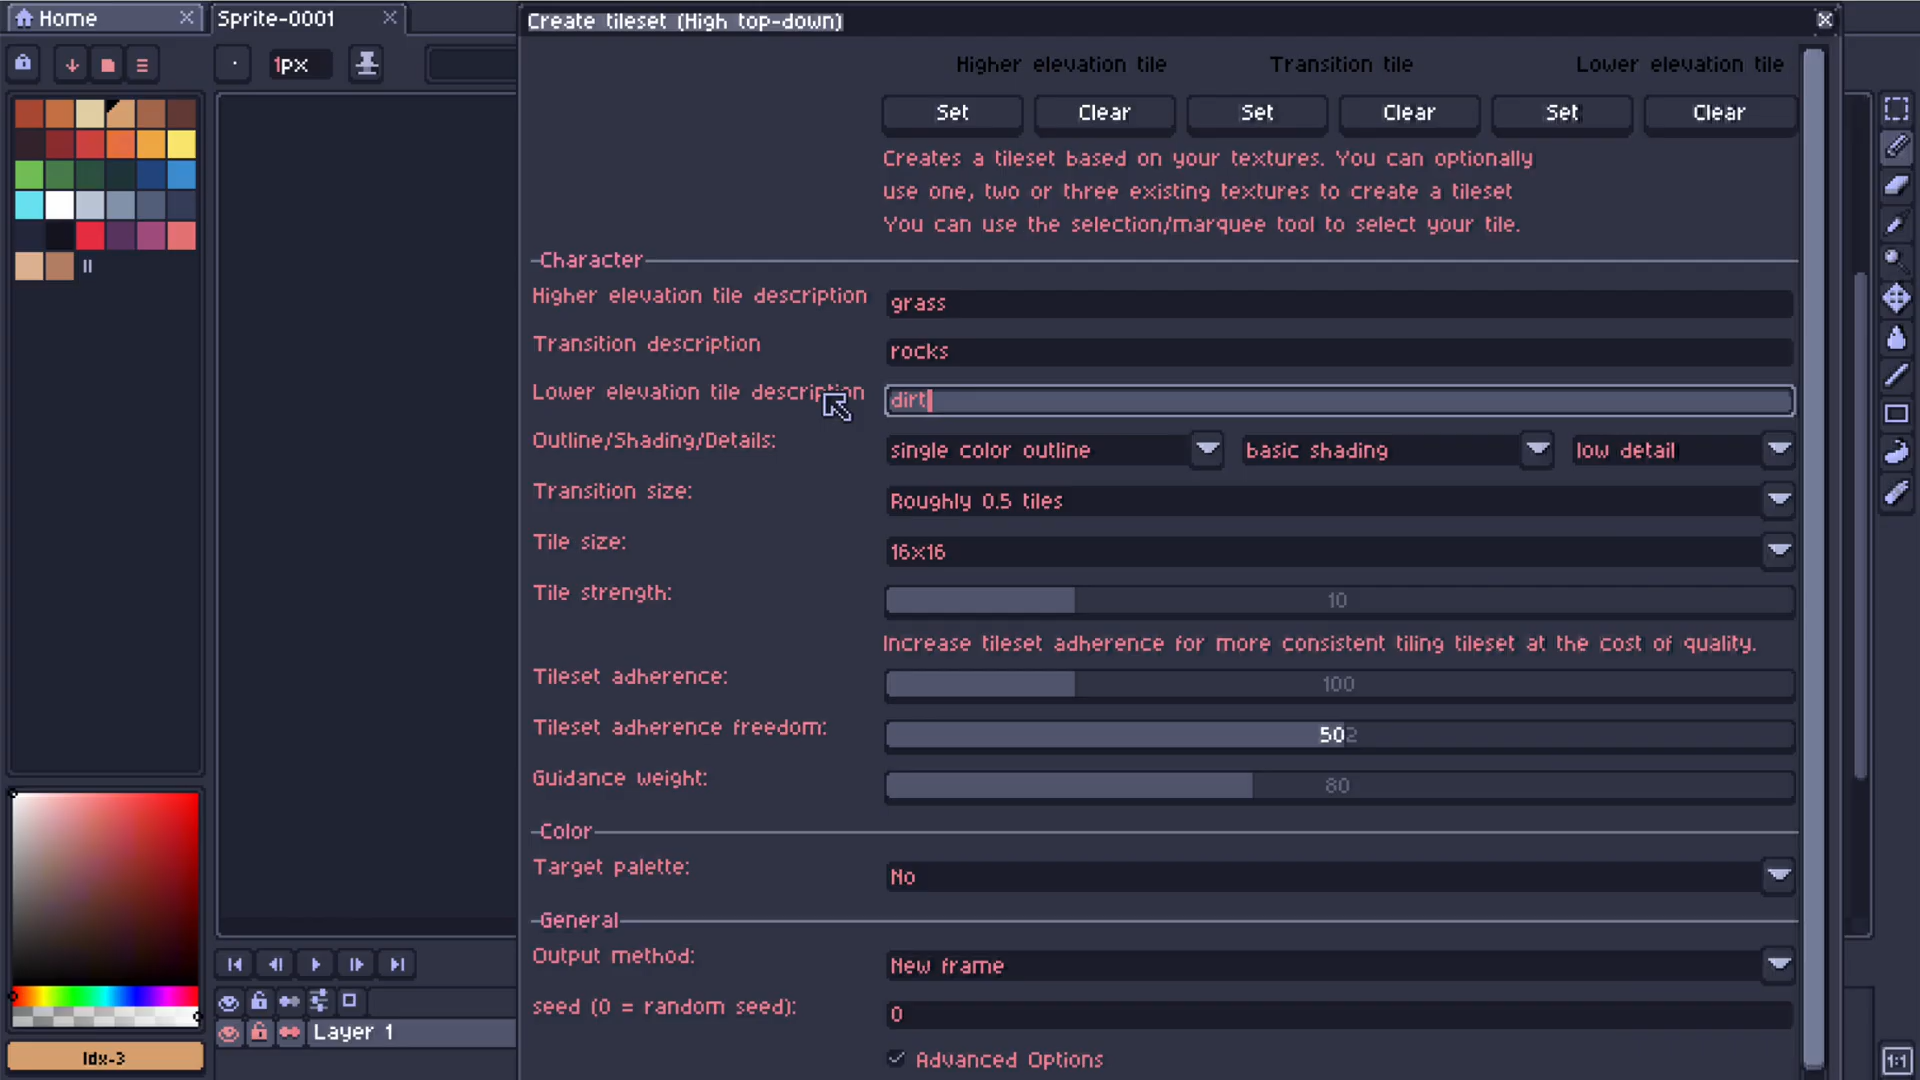 Home
Sprite-0001
Create tileset (High top-down)
1px
Higher elevation tile
Transition tile
Lower elevation tile
Set
Clear
Set
Clear
Set
Clear
Creates a tileset based on your textures. You can optionally
use one, two or three existing textures to create a tileset
You can use the selection/marquee tool to select your tile.
Character
Higher elevation tile description
grass
Transition description
rocks
Lower elevation tile description
dirt
Outline/Shading/Details:
single color outline
basic shading
low detail
Transition size:
Roughly 0.5 tiles
Tile size:
16x16
Tile strength:
10
Increase tileset adherence for more consistent tiling tileset at the cost of quality.
Tileset adherence:
100
Tileset adherence freedom:
502
Guidance weight:
80
Color
Target palette:
No
General
Output method:
New frame
seed (0 = random seed):
0
Advanced Options
Layer 1
Idx-3
1:1